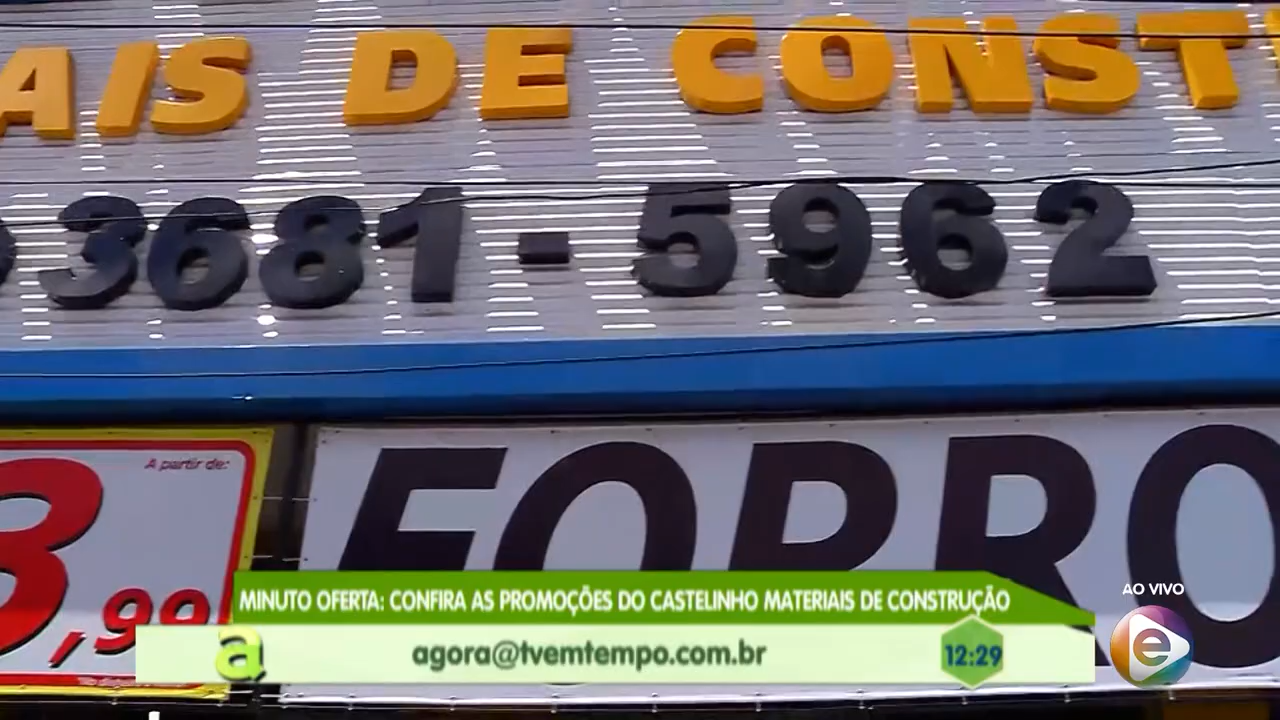 AIS DE CONST
3681-5962
A partir de:
8,99
FORRO
MINUTO OFERTA: CONFIRA AS PROMOÇÕES DO CASTELINHO MATERIAIS DE CONSTRUÇÃO
a
agora@tvemtempo.com.br
12:29
AO VIVO
e